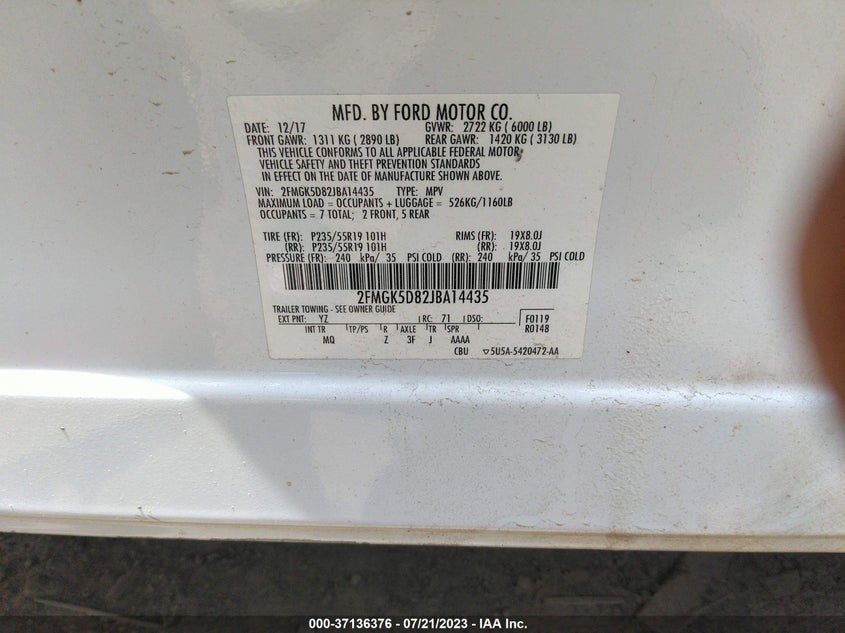 MFD. BY FORD MOTOR CO.
DATE: 12/17 GVWR: 2722 KG ( 6000 LB)
FRONT GAWR: 1311 KG ( 2890 LB) REAR GAWR: 1420 KG ( 3130 LB)
THIS VEHICLE CONFORMS TO ALL APPLICABLE FEDERAL MOTOR
VEHICLE SAFETY AND THEFT PREVENTION STANDARDS
IN EFFECT ON THE DATE OF MANUFACTURE SHOWN ABOVE.
VIN: 2FMGK5D82JBA14435 TYPE: MPV
MAXIMUM LOAD = OCCUPANTS + LUGGAGE = 526KG/1160LB
OCCUPANTS = 7 TOTAL; 2 FRONT, 5 REAR
TIRE (FR): P235/55R19 101H RIMS (FR): 19X8.0J
(RR): P235/55R19 101H (RR): 19X8.0J
PRESSURE (FR): 240 kPa/ 35 PSI COLD (RR): 240 kPa/ 35 PSI COLD
2FMGK5D82JBA14435
TRAILER TOWING - SEE OWNER GUIDE
EXT PNT: YZ RC: 71 DSO: F0119
INT TR TP/PS R AXLE TR SPR R0148
MQ Z 3F J AAAA
CBU ▽5U5A-5420472-AA
000-37136376 / 07/21/2023 - IAA Inc.